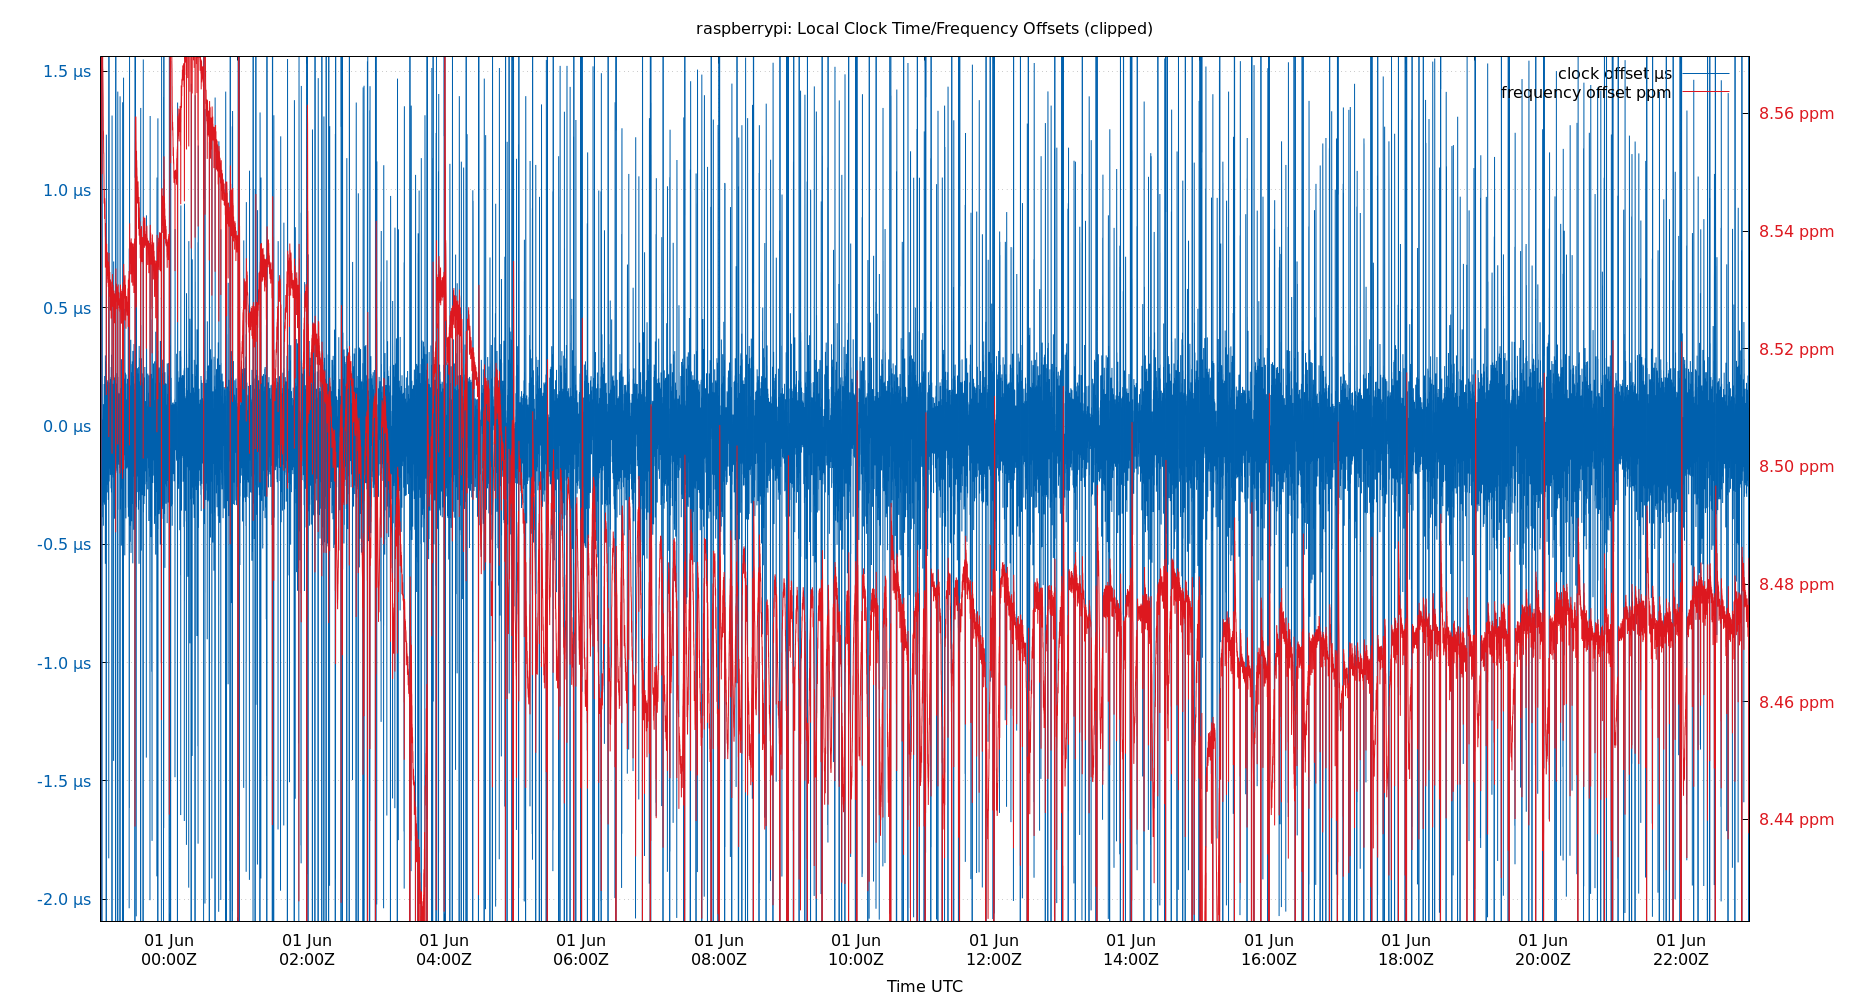 raspberrypi: Local Clock Time/Frequency Offsets (clipped)
clock offset µs
frequency offset ppm
1.5 µs
1.0 µs
0.5 µs
0.0 µs
-0.5 µs
-1.0 µs
-1.5 µs
-2.0 µs
8.56 ppm
8.54 ppm
8.52 ppm
8.50 ppm
8.48 ppm
8.46 ppm
8.44 ppm
01 Jun 01 Jun 01 Jun 01 Jun 01 Jun 01 Jun 01 Jun 01 Jun 01 Jun 01 Jun 01 Jun 01 Jun
00:00Z 02:00Z 04:00Z 06:00Z 08:00Z 10:00Z 12:00Z 14:00Z 16:00Z 18:00Z 20:00Z 22:00Z
Time UTC